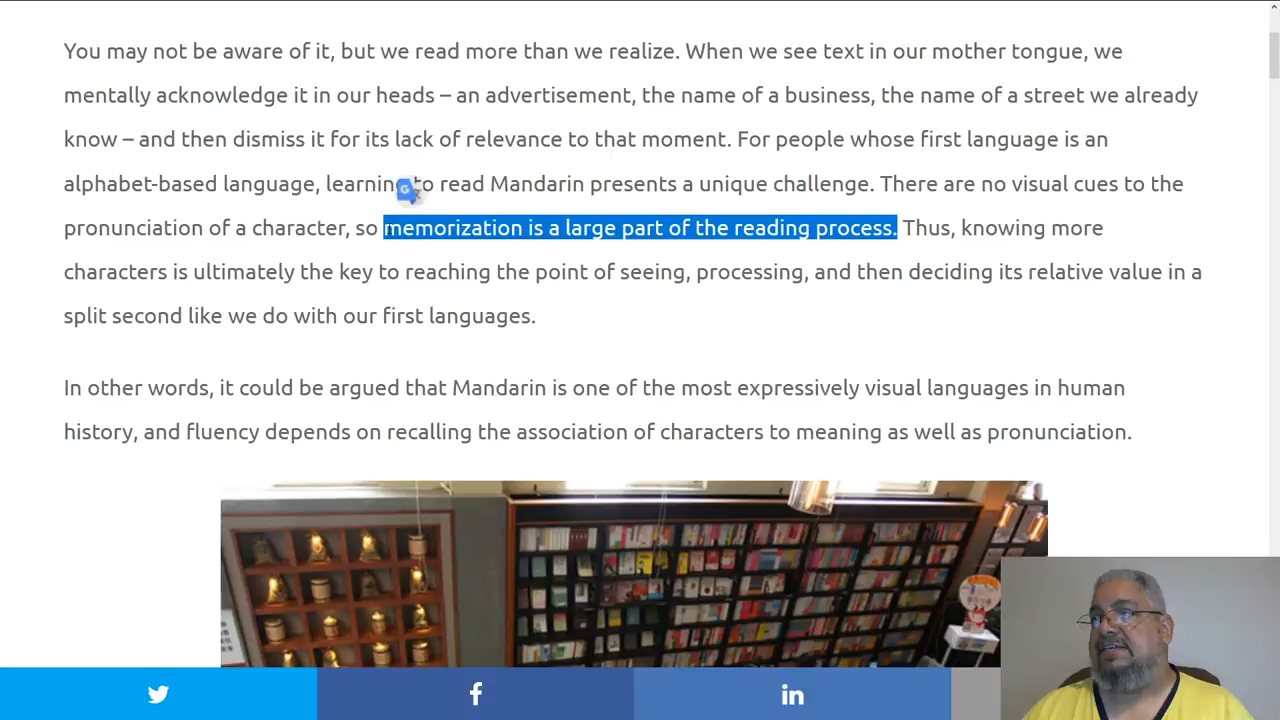 You may not be aware of it, but we read more than we realize. When we see text in our mother tongue, we
mentally acknowledge it in our heads – an advertisement, the name of a business, the name of a street we already
know – and then dismiss it for its lack of relevance to that moment. For people whose first language is an
alphabet-based language, learning to read Mandarin presents a unique challenge. There are no visual cues to the
pronunciation of a character, so memorization is a large part of the reading process. Thus, knowing more
characters is ultimately the key to reaching the point of seeing, processing, and then deciding its relative value in a
split second like we do with our first languages.
In other words, it could be argued that Mandarin is one of the most expressively visual languages in human
history, and fluency depends on recalling the association of characters to meaning as well as pronunciation.